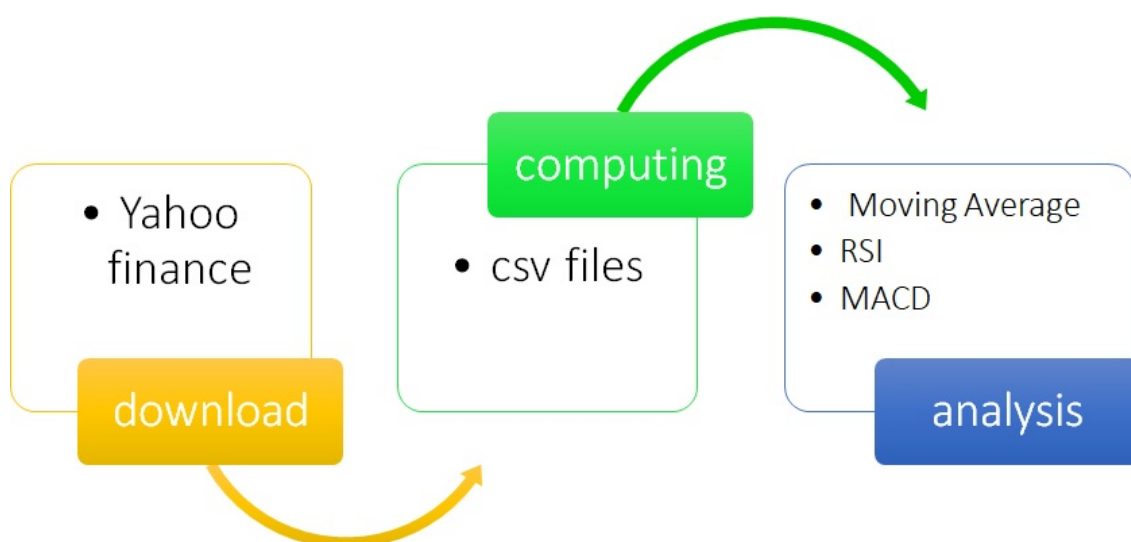 • Yahoo
finance
download
computing
• csv files
• Moving Average
• RSI
• MACD
analysis